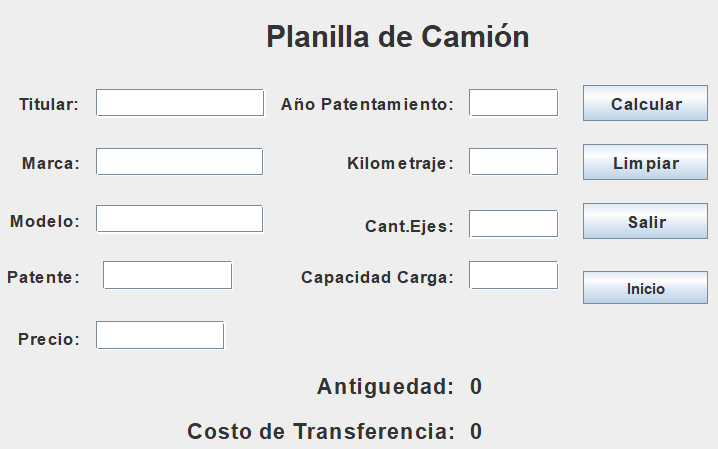 Planilla de Camión
Titular: Año Patentamiento: Calcular
Marca: Kilometraje: Limpiar
Modelo: Cant.Ejes: Salir
Patente: Capacidad Carga: Inicio
Precio:
Antiguedad: 0
Costo de Transferencia: 0